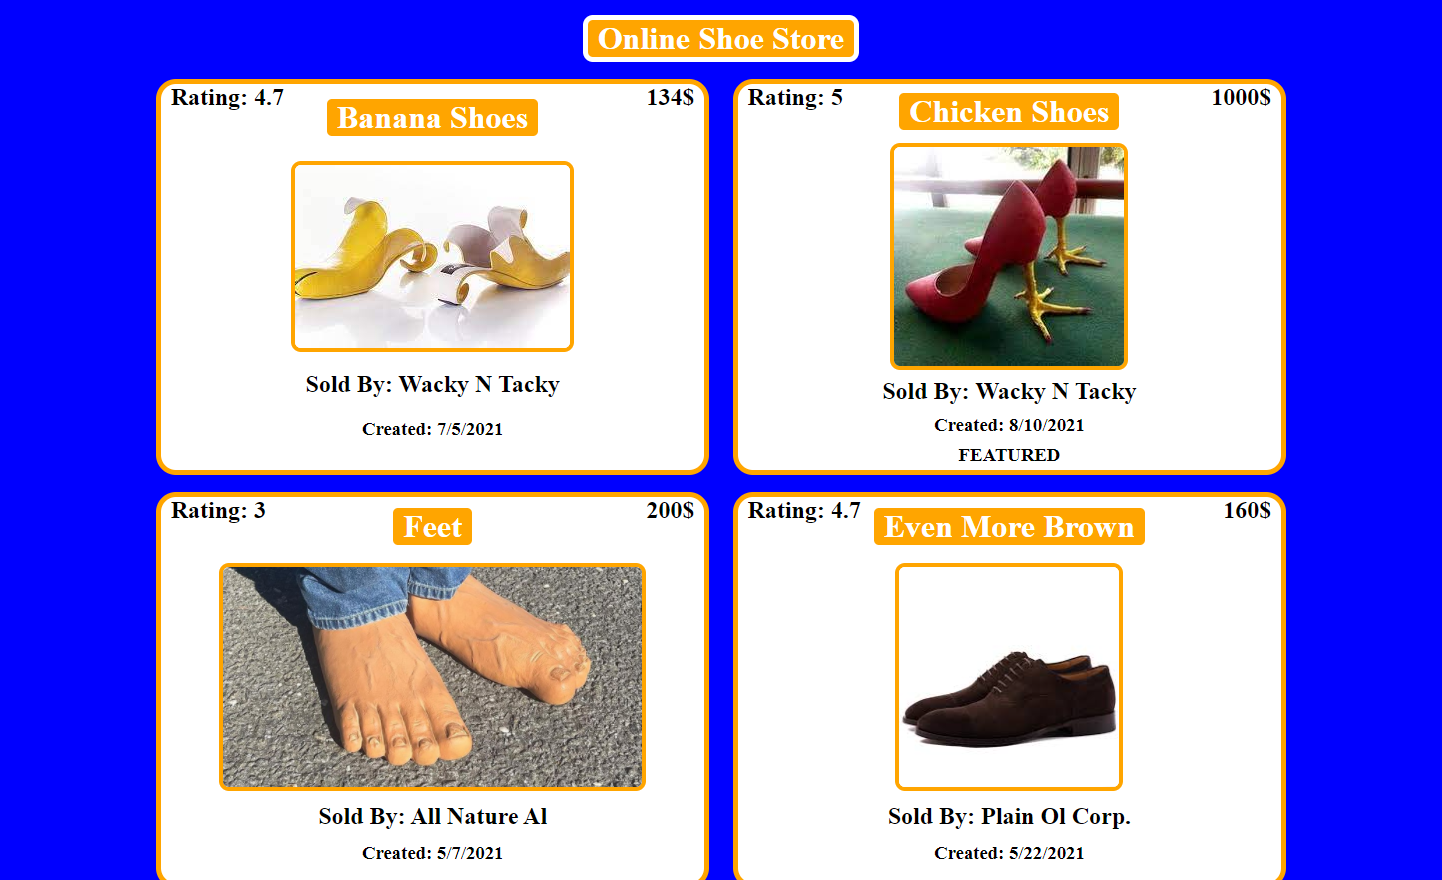 Online Shoe Store
Rating: 4.7
134$
Banana Shoes
Sold By: Wacky N Tacky
Created: 7/5/2021
Rating: 5
1000$
Chicken Shoes
Sold By: Wacky N Tacky
Created: 8/10/2021
FEATURED
Rating: 3
200$
Feet
Sold By: All Nature Al
Created: 5/7/2021
Rating: 4.7
160$
Even More Brown
Sold By: Plain Ol Corp.
Created: 5/22/2021